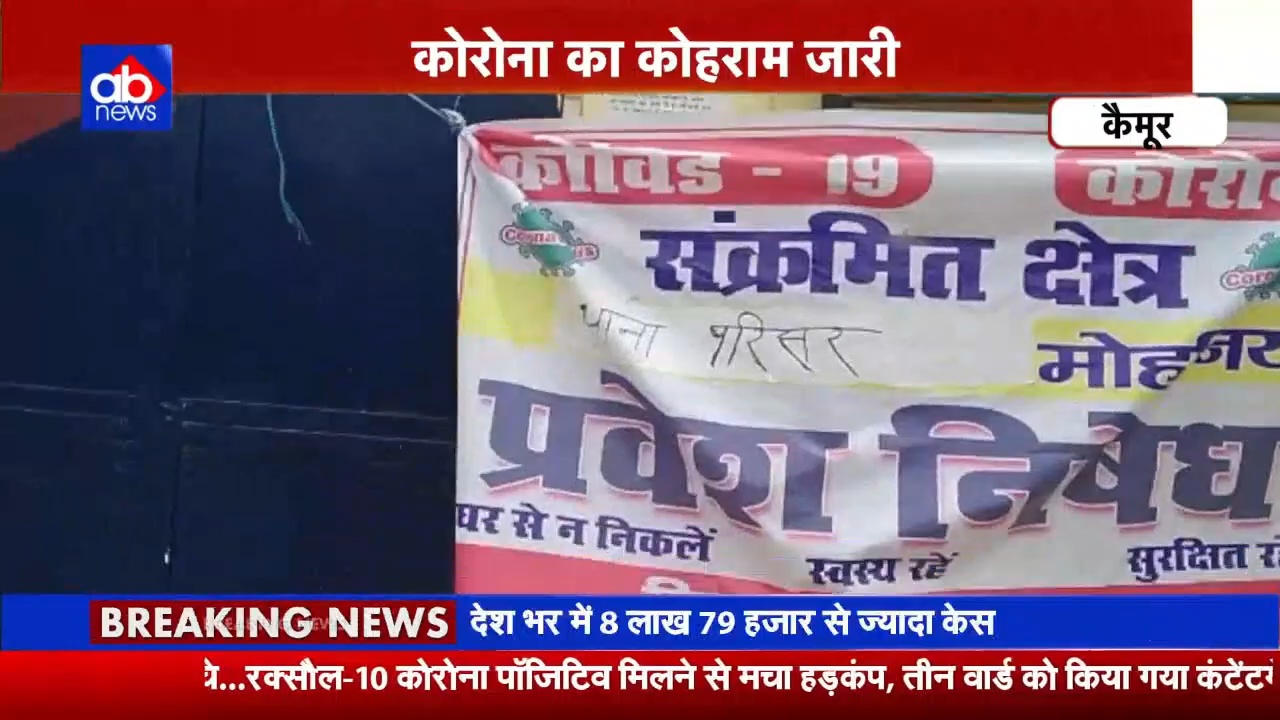 कोरोना का कोहराम जारी
ab news
कैमूर
कोविड - 19
संक्रमित क्षेत्र
थाना परिसर
प्रवेश निषेध
घर से न निकलें
स्वस्थ रहें
सुरक्षित
BREAKING NEWS देश भर में 8 लाख 79 हजार से ज्यादा केस
...रक्सौल-10 कोरोना पॉजिटिव मिलने से मचा हड़कंप, तीन वार्ड को किया गया